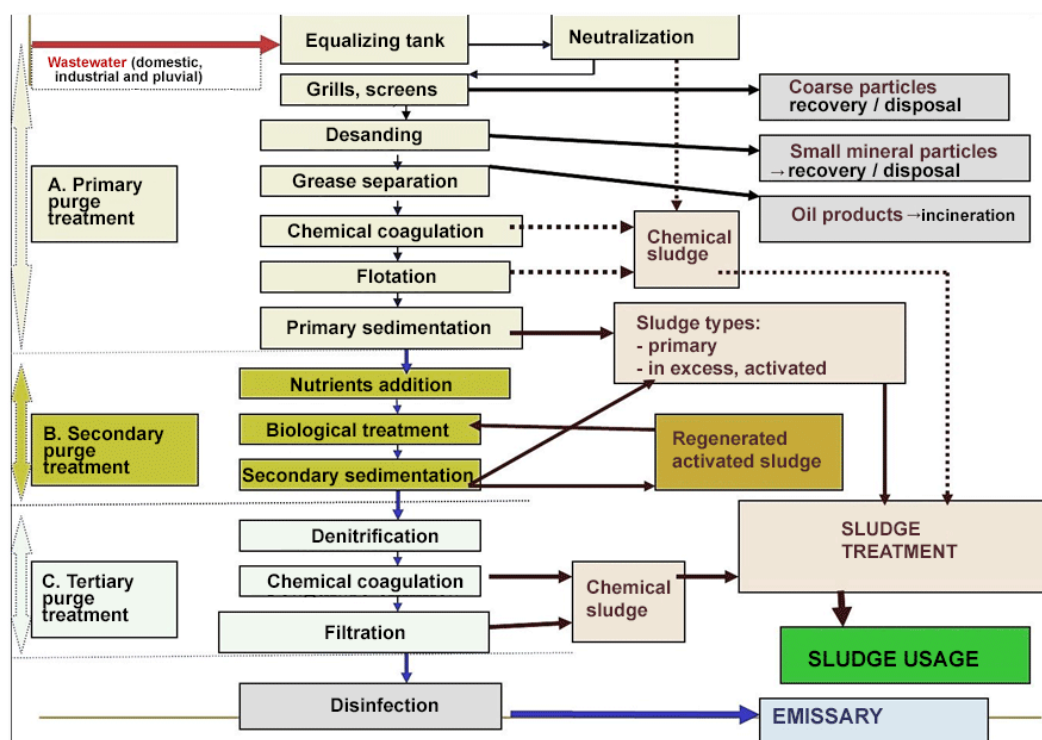 Equalizing tank
Neutralization
Wastewater (domestic,
industrial and pluvial)
Grills, screens
Coarse particles
recovery / disposal
Desanding
Small mineral particles
→recovery / disposal
A. Primary
purge
treatment
Grease separation
Oil products →incineration
Chemical coagulation
Chemical
sludge
Flotation
Primary sedimentation
Sludge types:
- primary
- in excess, activated
Nutrients addition
B. Secondary
purge
treatment
Biological treatment
Regenerated
activated sludge
Secondary sedimentation
Denitrification
SLUDGE
TREATMENT
C. Tertiary
purge
treatment
Chemical coagulation
Chemical
sludge
Filtration
SLUDGE USAGE
Disinfection
EMISSARY